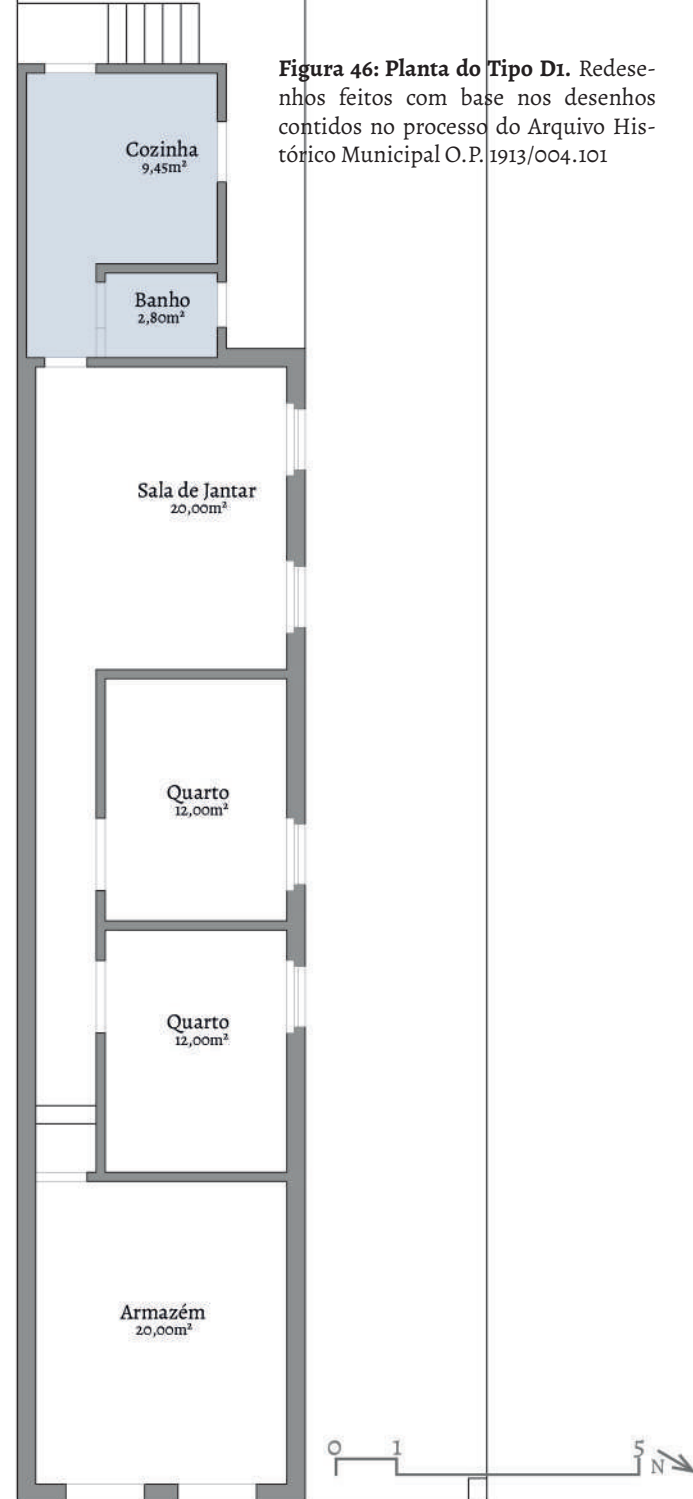 Figura 46: Planta do Tipo D1. Redese-
nhos feitos com base nos desenhos
contidos no processo do Arquivo His-
tórico Municipal O.P. 1913/004.101
Cozinha
9,45m²
Banho
2,80m²
Sala de Jantar
20,00m²
Quarto
12,00m²
Quarto
12,00m²
Armazém
20,00m²
0 1 5 N